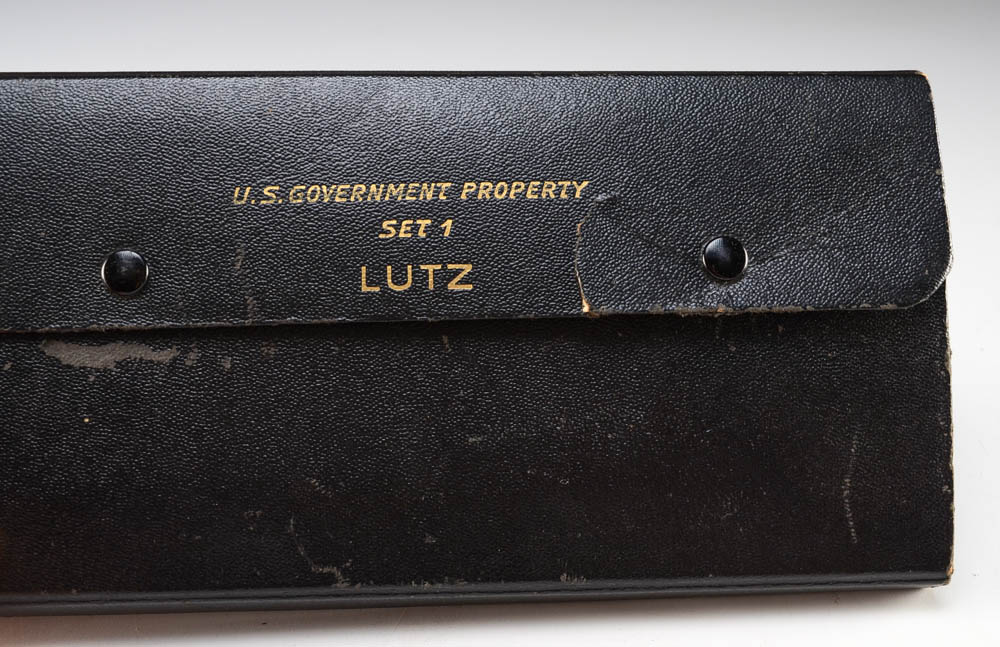 U.S. GOVERNMENT PROPERTY
SET 1
LUTZ